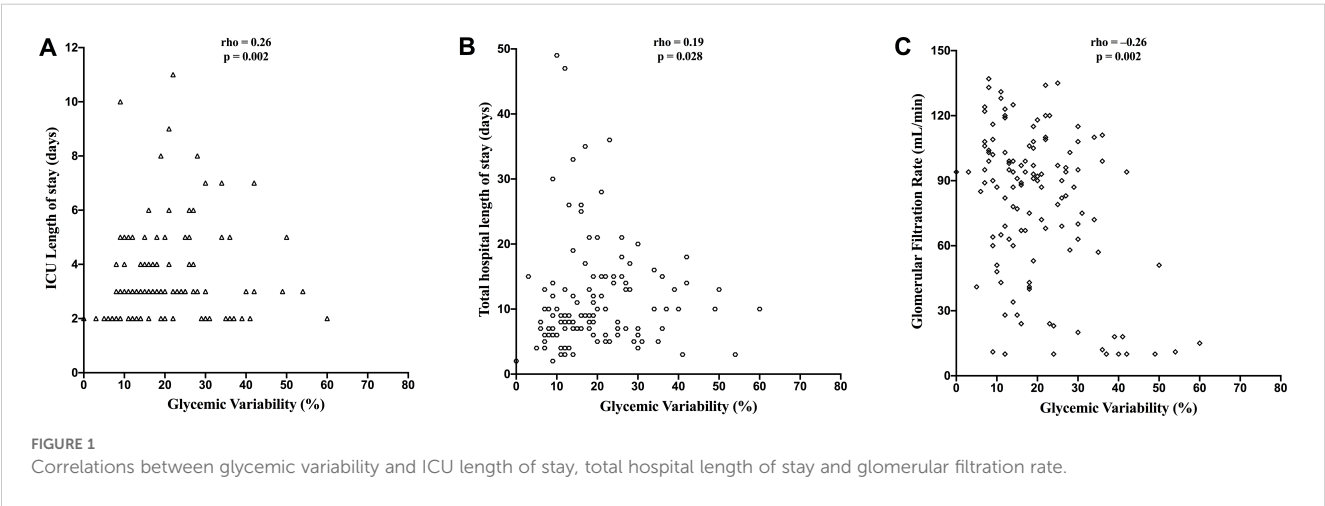 A
rho = 0.26
p = 0.002
ICU Length of stay (days)
12
10
8
6
4
2
0
0 10 20 30 40 50 60 70 80
Glycemic Variability (%)
B
rho = 0.19
p = 0.028
Total hospital length of stay (days)
50
40
30
20
10
0
0 10 20 30 40 50 60 70 80
Glycemic Variability (%)
C
rho = –0.26
p = 0.002
Glomerular Filtration Rate (mL/min)
150
120
90
60
30
0
0 10 20 30 40 50 60 70 80
Glycemic Variability (%)
FIGURE 1
Correlations between glycemic variability and ICU length of stay, total hospital length of stay and glomerular filtration rate.